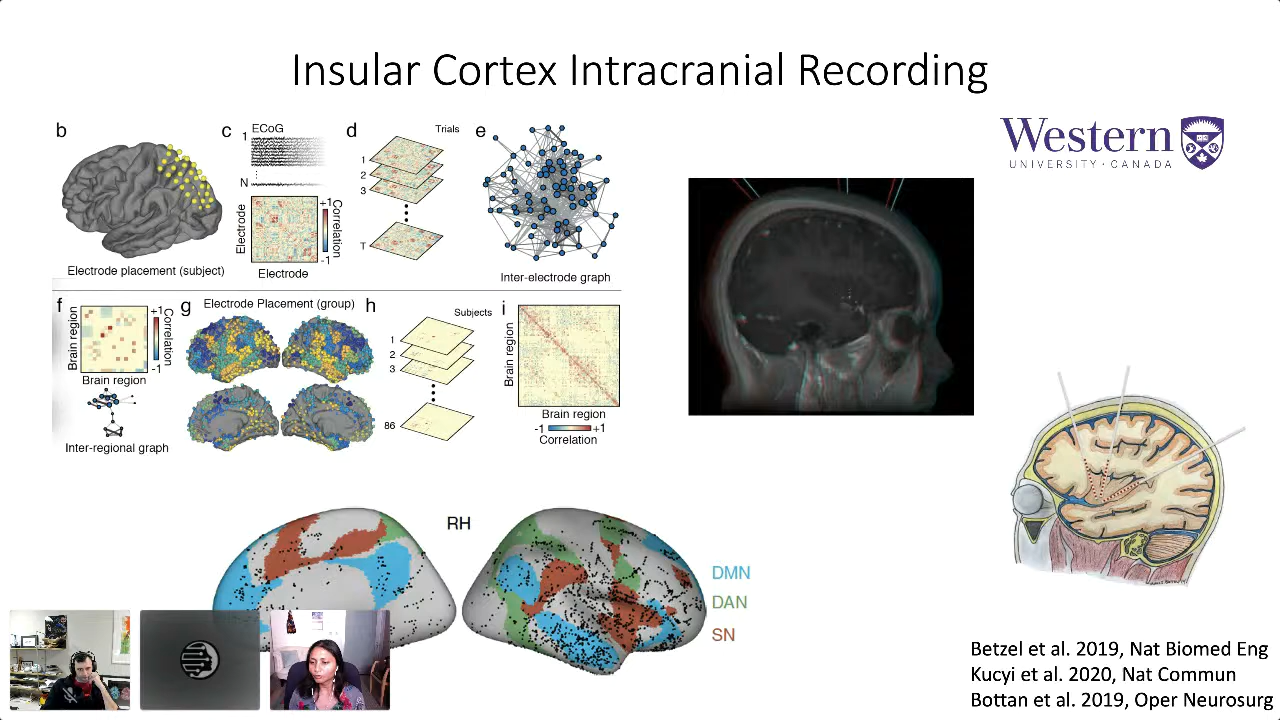 Insular Cortex Intracranial Recording
b
c
ECoG
1
N
Electrode
Electrode
+1
Correlation
-1
d
Trials
1
2
3
T
e
Electrode placement (subject)
Inter-electrode graph
f
Brain region
Brain region
+1
Correlation
-1
Inter-regional graph
g
Electrode Placement (group)
h
Subjects
1
2
3
86
i
Brain region
Brain region
-1 +1
Correlation
Western
UNIVERSITY · CANADA
RH
DMN
DAN
SN
Betzel et al. 2019, Nat Biomed Eng
Kucyi et al. 2020, Nat Commun
Bottan et al. 2019, Oper Neurosurg